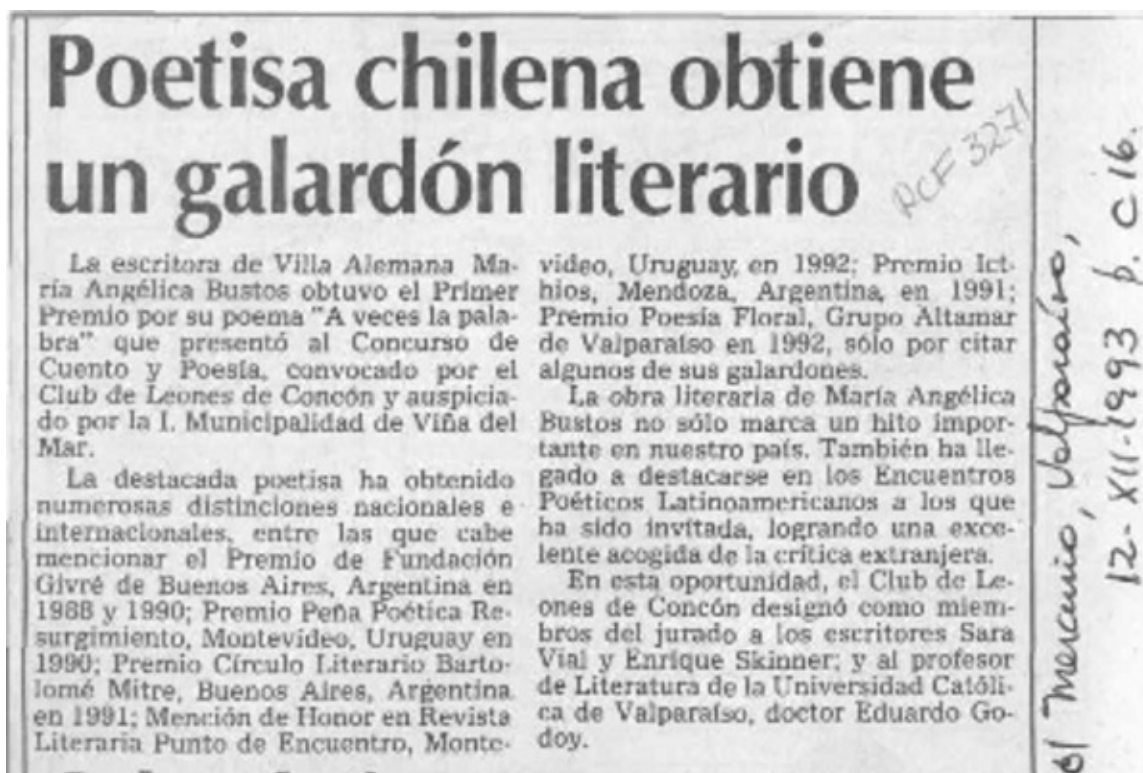 Poetisa chilena obtiene
un galardón literario
RCF 3271
La escritora de Villa Alemana Ma-
ría Angélica Bustos obtuvo el Primer
Premio por su poema "A veces la pala-
bra" que presentó al Concurso de
Cuento y Poesía, convocado por el
Club de Leones de Concón y auspicia-
do por la I. Municipalidad de Viña del
Mar.
La destacada poetisa ha obtenido
numerosas distinciones nacionales e
internacionales, entre las que cabe
mencionar el Premio de Fundación
Givré de Buenos Aires, Argentina en
1988 y 1990; Premio Peña Poética Re-
surgimiento, Montevideo, Uruguay en
1990; Premio Círculo Literario Barto-
lomé Mitre, Buenos Aires, Argentina
en 1991; Mención de Honor en Revista
Literaria Punto de Encuentro, Monte-
video, Uruguay, en 1992; Premio Ict-
hios, Mendoza, Argentina, en 1991;
Premio Poesía Floral, Grupo Altamar
de Valparaíso en 1992, sólo por citar
algunos de sus galardones.
La obra literaria de María Angélica
Bustos no sólo marca un hito impor-
tante en nuestro país. También ha lle-
gado a destacarse en los Encuentros
Poéticos Latinoamericanos a los que
ha sido invitada, logrando una exce-
lente acogida de la crítica extranjera.
En esta oportunidad, el Club de Le-
ones de Concón designó como miem-
bros del jurado a los escritores Sara
Vial y Enrique Skinner; y al profesor
de Literatura de la Universidad Católi-
ca de Valparaíso, doctor Eduardo Go-
doy.
El Mercurio, Valparaíso,
12-XII-1993 p. C 16.